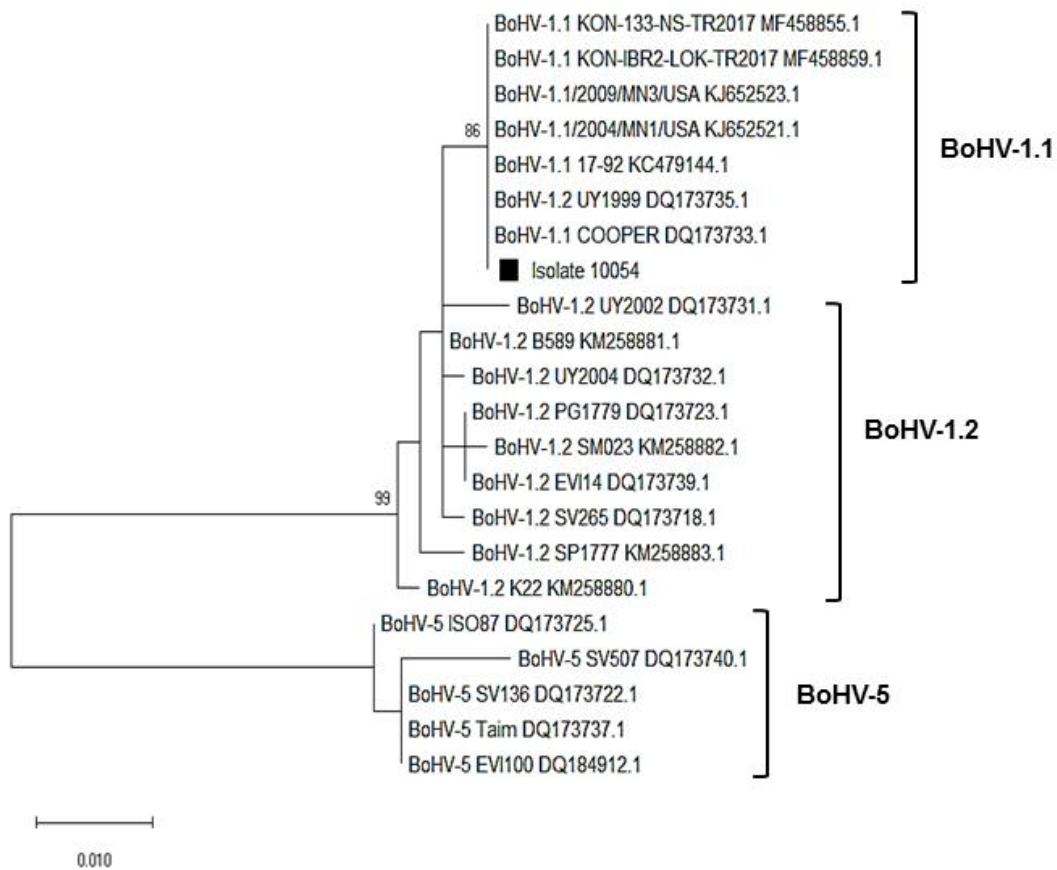 BoHV-1.1 KON-133-NS-TR2017 MF458855.1
BoHV-1.1 KON-IBR2-LOK-TR2017 MF458859.1
BoHV-1.1/2009/MN3/USA KJ652523.1
86
BoHV-1.1/2004/MN1/USA KJ652521.1
BoHV-1.1
BoHV-1.1 17-92 KC479144.1
BoHV-1.2 UY1999 DQ173735.1
BoHV-1.1 COOPER DQ173733.1
Isolate 10054
BoHV-1.2 UY2002 DQ173731.1
BoHV-1.2 B589 KM258881.1
BoHV-1.2 UY2004 DQ173732.1
BoHV-1.2 PG1779 DQ173723.1
BoHV-1.2
BoHV-1.2 SM023 KM258882.1
BoHV-1.2 EVI14 DQ173739.1
99
BoHV-1.2 SV265 DQ173718.1
BoHV-1.2 SP1777 KM258883.1
BoHV-1.2 K22 KM258880.1
BoHV-5 ISO87 DQ173725.1
BoHV-5 SV507 DQ173740.1
BoHV-5 SV136 DQ173722.1
BoHV-5
BoHV-5 Taim DQ173737.1
BoHV-5 EVI100 DQ184912.1
0.010